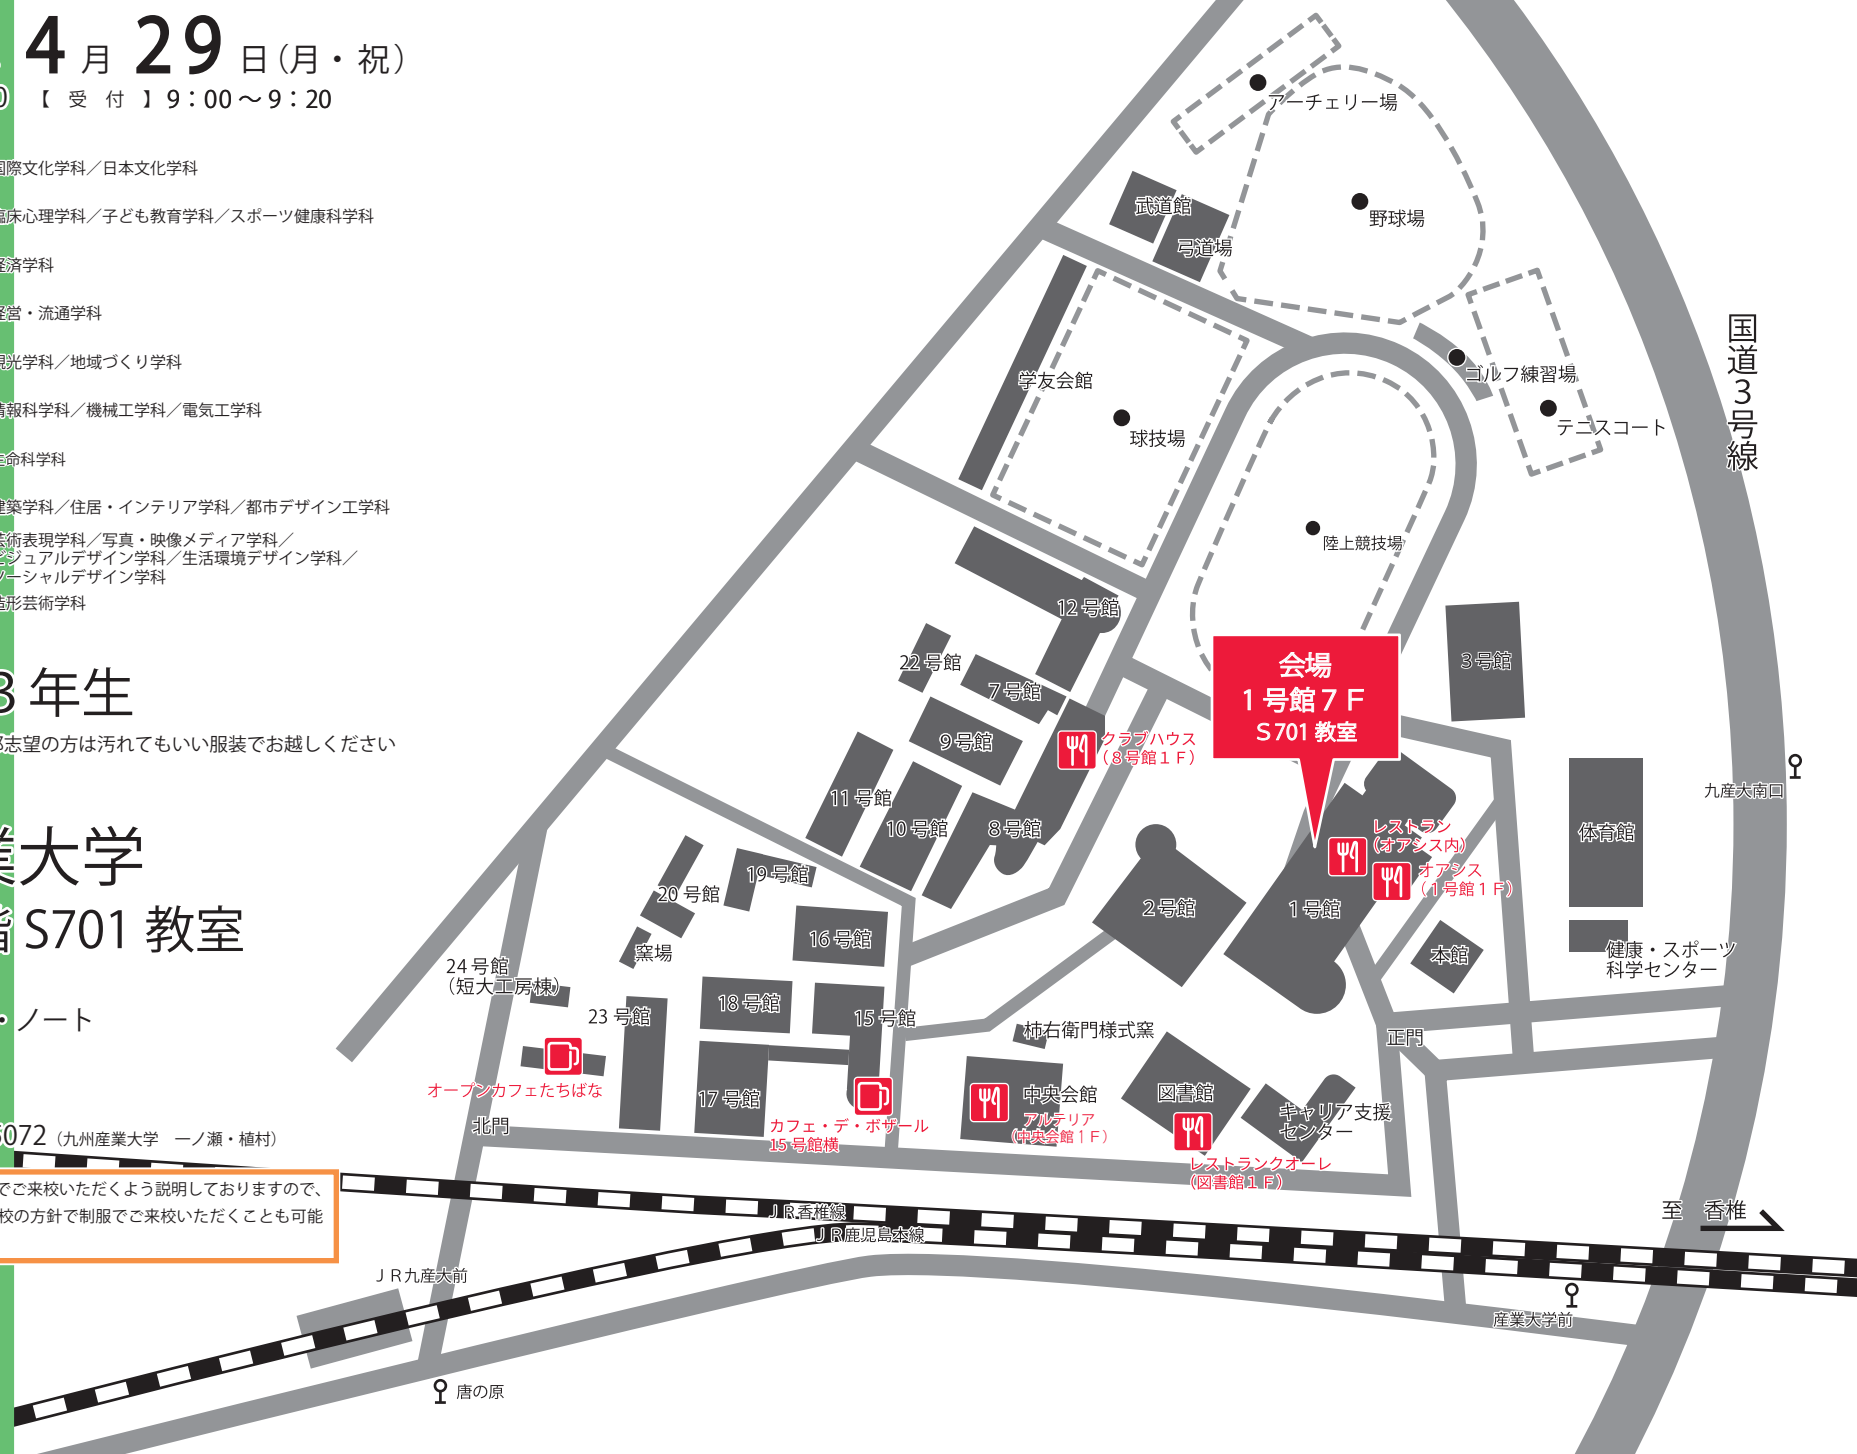 4月29日(月・祝)
【受付】9：00～9：20
国際文化学科／日本文化学科
臨床心理学科／子ども教育学科／スポーツ健康科学科
経済学科
経営・流通学科
観光学科／地域づくり学科
情報科学科／機械工学科／電気工学科
生命科学科
建築学科／住居・インテリア学科／都市デザイン工学科
芸術表現学科／写真・映像メディア学科／
ビジュアルデザイン学科／生活環境デザイン学科／
ソーシャルデザイン学科
造形芸術学科
3年生
志望の方は汚れてもいい服装でお越しください
業大学
階 S701 教室
・ノート
6072（九州産業大学　一ノ瀬・植村）
でご来校いただくよう説明しておりますので、
校の方針で制服でご来校いただくことも可能
アーチェリー場
武道館
弓道場
野球場
国道3号線
学友会館
球技場
ゴルフ練習場
テニスコート
陸上競技場
12号館
22号館
7号館
3号館
会場
1号館7F
S701 教室
9号館
クラブハウス
（8号館1F）
九産大南口
11号館
10号館
8号館
レストラン
（オアシス内）
オアシス
（1号館1F）
体育館
19号館
20号館
2号館
1号館
16号館
窯場
本館
健康・スポーツ
科学センター
24号館
（短大工房棟）
18号館
23号館
15号館
柿右衛門様式窯
正門
オープンカフェたちばな
17号館
中央会館
アルテリア
（中央会館1F）
図書館
キャリア支援
センター
北門
カフェ・デ・ボザール
15号館横
レストランクオーレ
（図書館1F）
JR香椎線
JR鹿児島本線
至　香椎
JR九産大前
産業大学前
唐の原